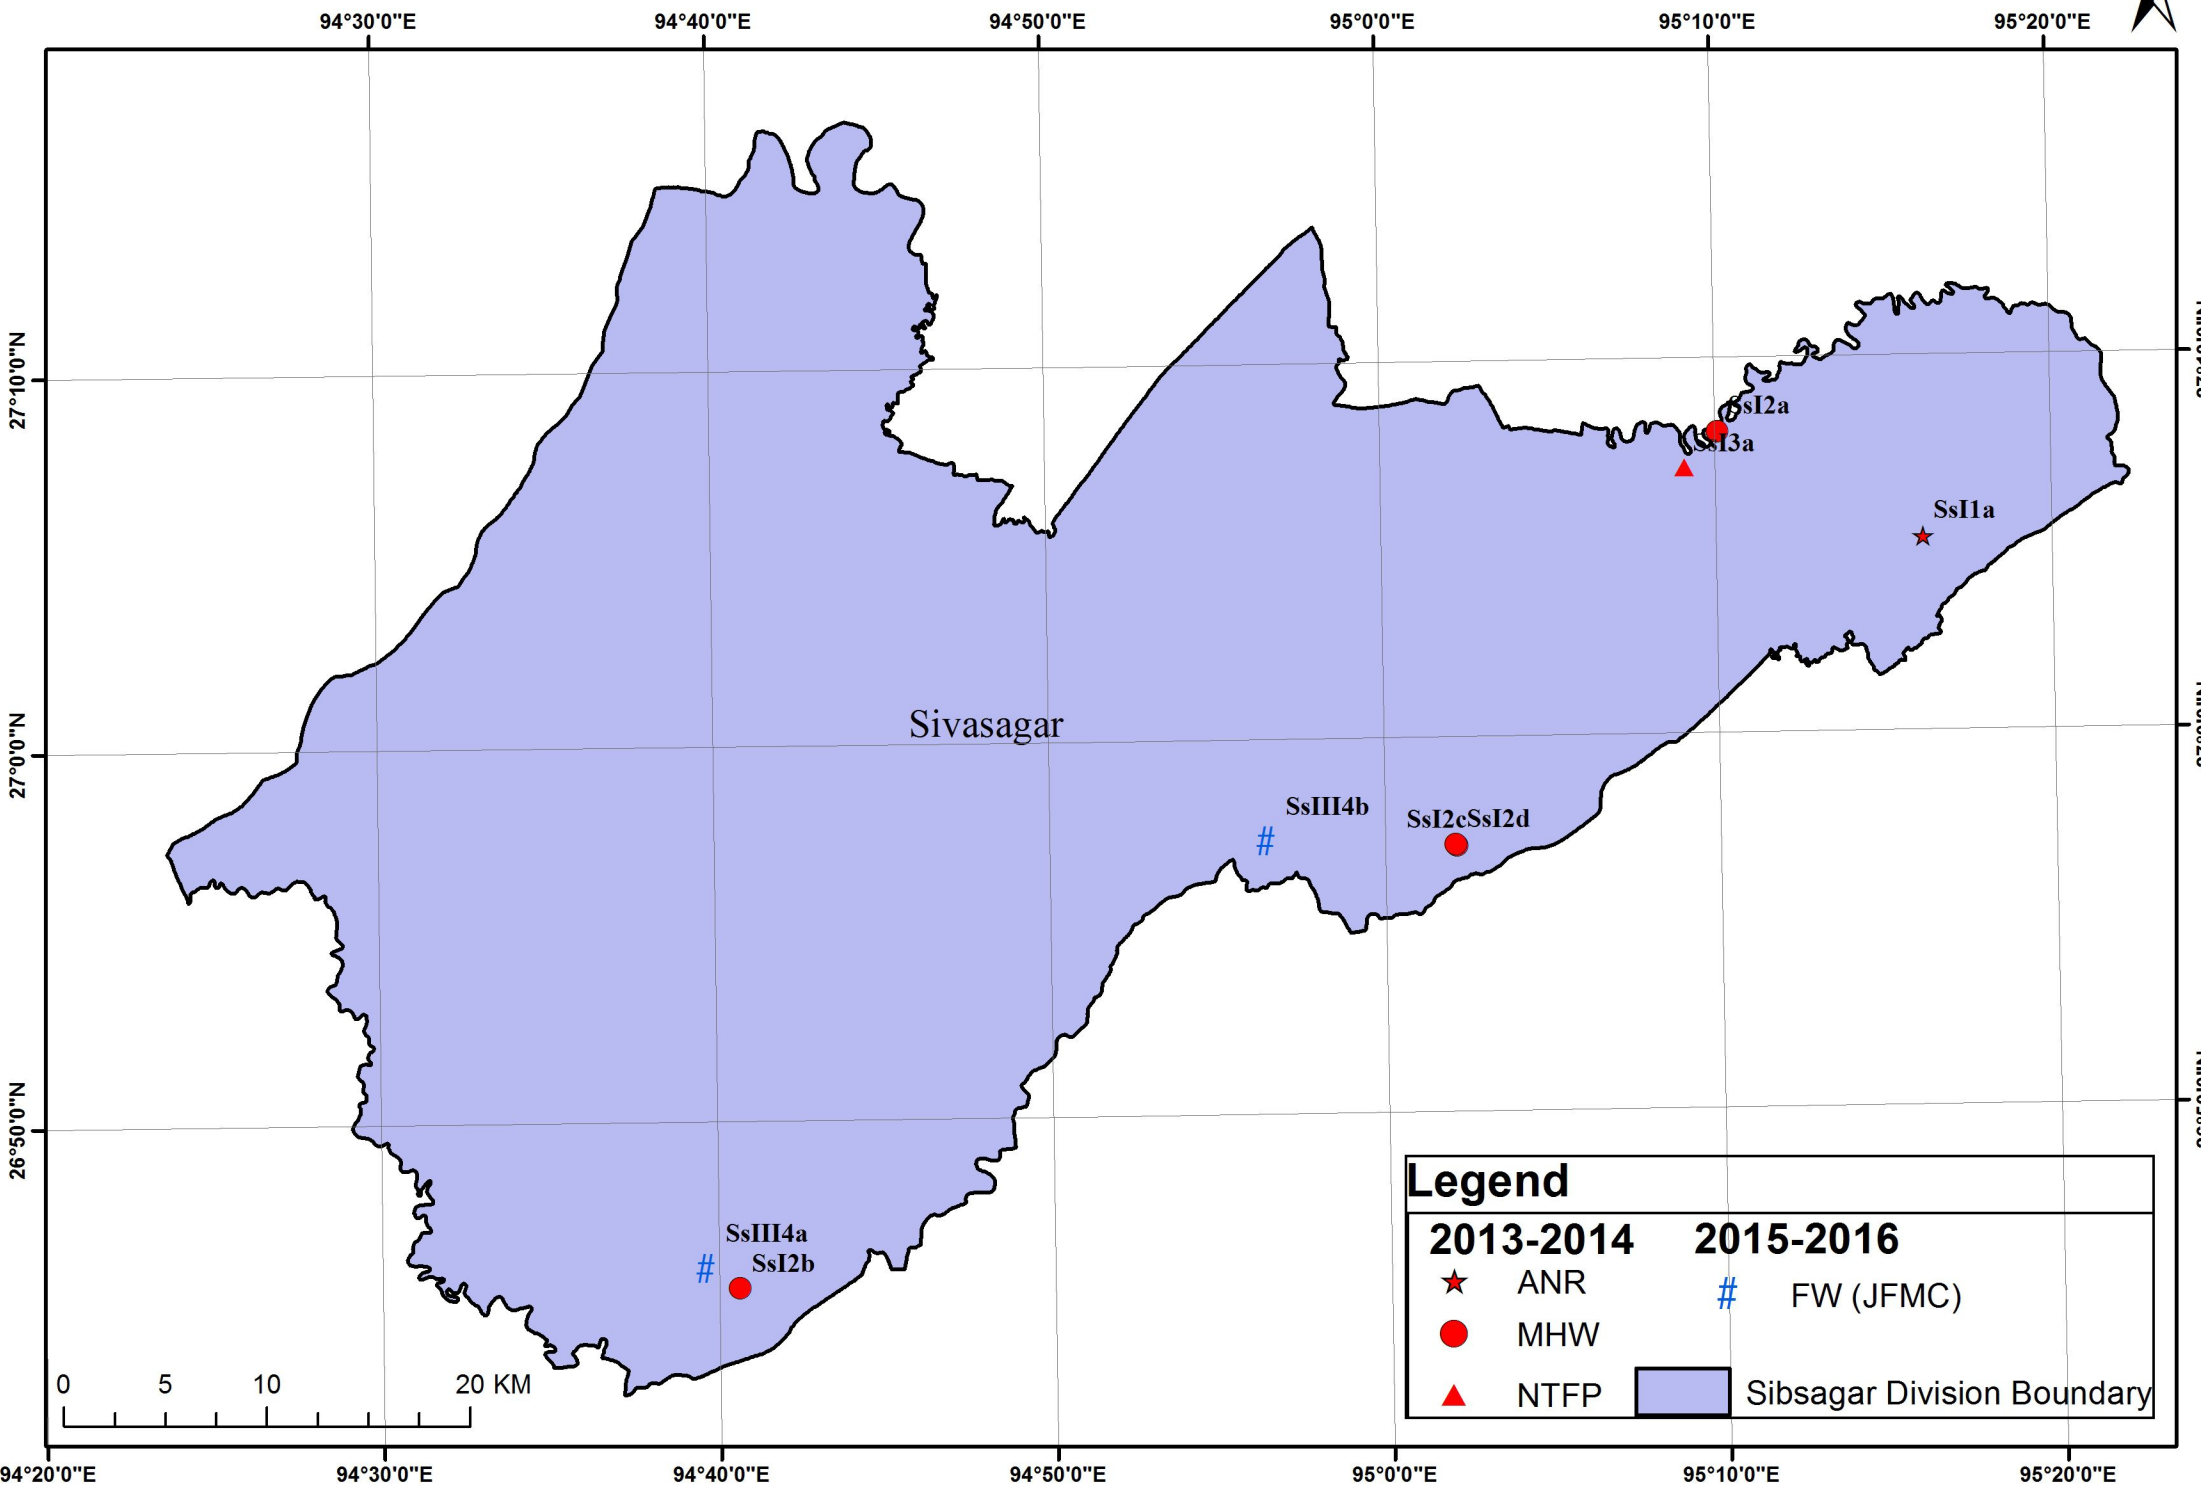 94°30'0"E 94°40'0"E 94°50'0"E 95°0'0"E 95°10'0"E 95°20'0"E
27°10'0"N
SsI2a
SsI3a
SsI1a
Sivasagar
27°0'0"N
SsIII4b
SsI2cSsI2d
26°50'0"N
SsIII4a
SsI2b
Legend
2013-2014 2015-2016
ANR
FW (JFMC)
MHW
NTFP
Sibsagar Division Boundary
0 5 10 20 KM
94°20'0"E 94°30'0"E 94°40'0"E 94°50'0"E 95°0'0"E 95°10'0"E 95°20'0"E